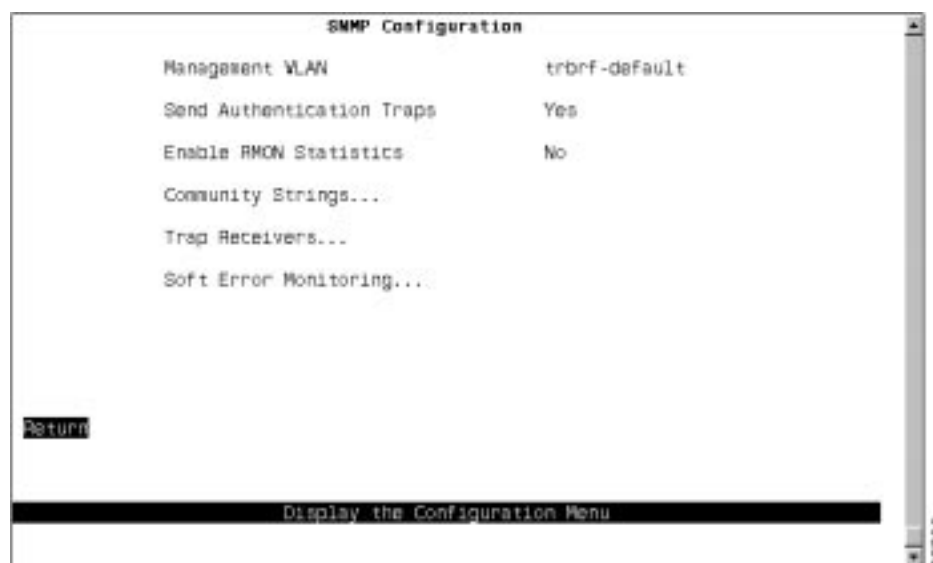 SNMP Configuration
Management VLAN trbrf-default
Send Authentication Traps Yes
Enable RMON Statistics No
Community Strings...
Trap Receivers...
Soft Error Monitoring...
Return
Display the Configuration Menu